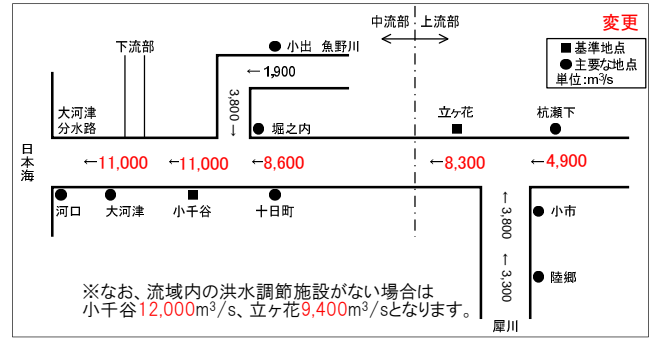 変更
中流部 上流部
■基準地点
●主要な地点
単位:m³/s
下流部
小出 魚野川
←1,900
3,800→
大河津
分水路
堀之内
立ヶ花
杭瀬下
日本海
←11,000
←11,000
←8,600
←8,300
←4,900
河口
大河津
小千谷
十日町
←3,800
小市
←3,300
陸郷
犀川
※なお、流域内の洪水調節施設がない場合は
小千谷12,000m³/s、立ヶ花9,400m³/sとなります。